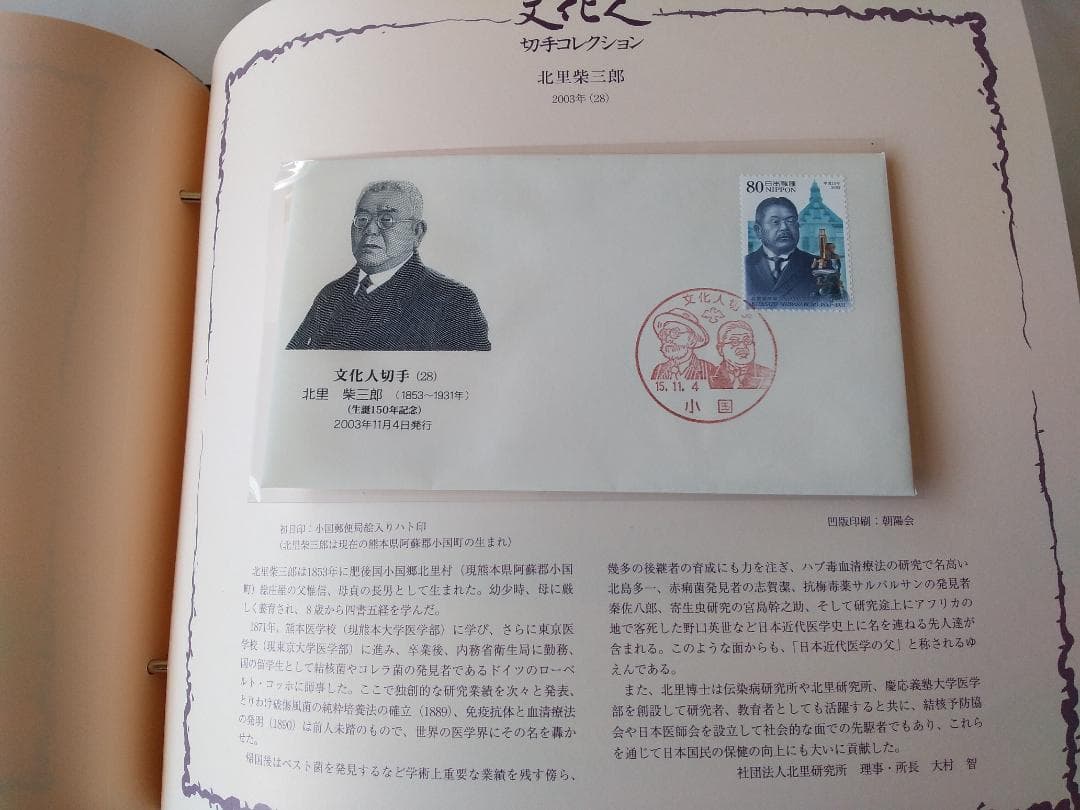 文化人
切手コレクション
北里柴三郎
2003年(28)
80 日本郵便
NIPPON
文化人切手
15.11.4
小国
文化人切手 (28)
北里 柴三郎 (1853〜1931年)
(生誕150年記念)
2003年11月4日発行
初日印：小国郵便局絵入りハト印
(北里柴三郎は現在の熊本県阿蘇郡小国町の生まれ)
凹版印刷：朝陽会
北里柴三郎は1853年に肥後国小国郷北里村（現熊本県阿蘇郡小国
町）総庄屋の父惟信、母貞の長男として生まれた。幼少時、母に厳
しく養育され、8歳から四書五経を学んだ。
1871年、熊本医学校（現熊本大学医学部）に学び、さらに東京医
学校（現東京大学医学部）に進み、卒業後、内務省衛生局に勤務、
国の留学生として結核菌やコレラ菌の発見者であるドイツのローベ
ルト・コッホに師事した。ここで独創的な研究業績を次々と発表、
とりわけ破傷風菌の純粋培養法の確立（1889）、免疫抗体と血清療法
の発明（1890）は前人未踏のもので、世界の医学界にその名を轟か
せた。
帰国後はペスト菌を発見するなど学術上重要な業績を残す傍ら、
幾多の後継者の育成にも力を注ぎ、ハブ毒血清療法の研究で名高い
北島多一、赤痢菌発見者の志賀潔、抗梅毒薬サルバルサンの発見者
秦佐八郎、寄生虫研究の宮島幹之助、そして研究途上にアフリカの
地で客死した野口英世など日本近代医学史上に名を連ねる先人達が
含まれる。このような面からも、「日本近代医学の父」と称されるゆ
えんである。
また、北里博士は伝染病研究所や北里研究所、慶応義塾大学医学
部を創設して研究者、教育者としても活躍すると共に、結核予防協
会や日本医師会を設立して社会的な面での先駆者でもあり、これら
を通じて日本国民の保健の向上にも大いに貢献した。
社団法人北里研究所 理事・所長 大村 智